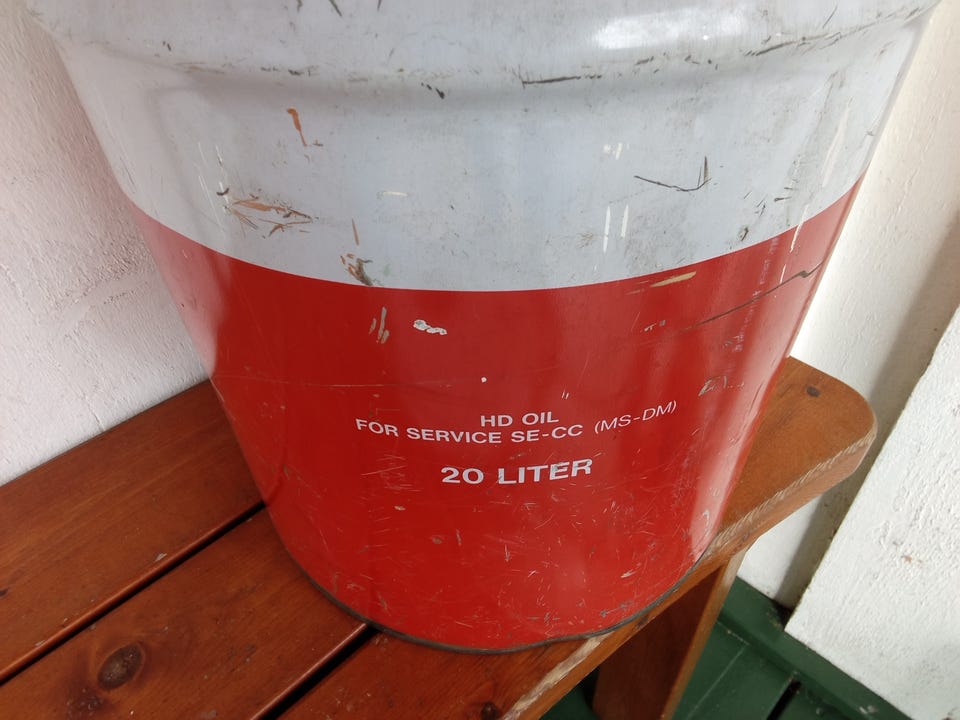 HD OIL
FOR SERVICE SE-CC (MS-DM)
20 LITER